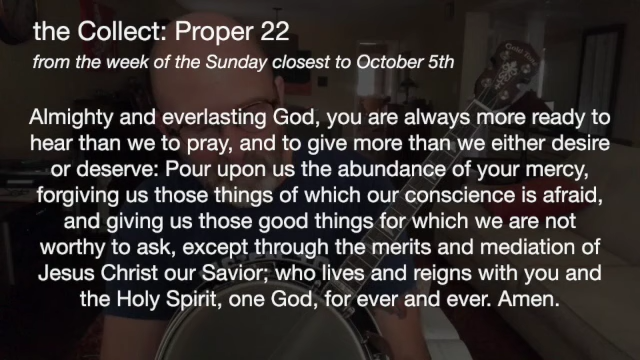 the Collect: Proper 22
from the week of the Sunday closest to October 5th
Almighty and everlasting God, you are always more ready to
hear than we to pray, and to give more than we either desire
or deserve: Pour upon us the abundance of your mercy,
forgiving us those things of which our conscience is afraid,
and giving us those good things for which we are not
worthy to ask, except through the merits and mediation of
Jesus Christ our Savior; who lives and reigns with you and
the Holy Spirit, one God, for ever and ever. Amen.